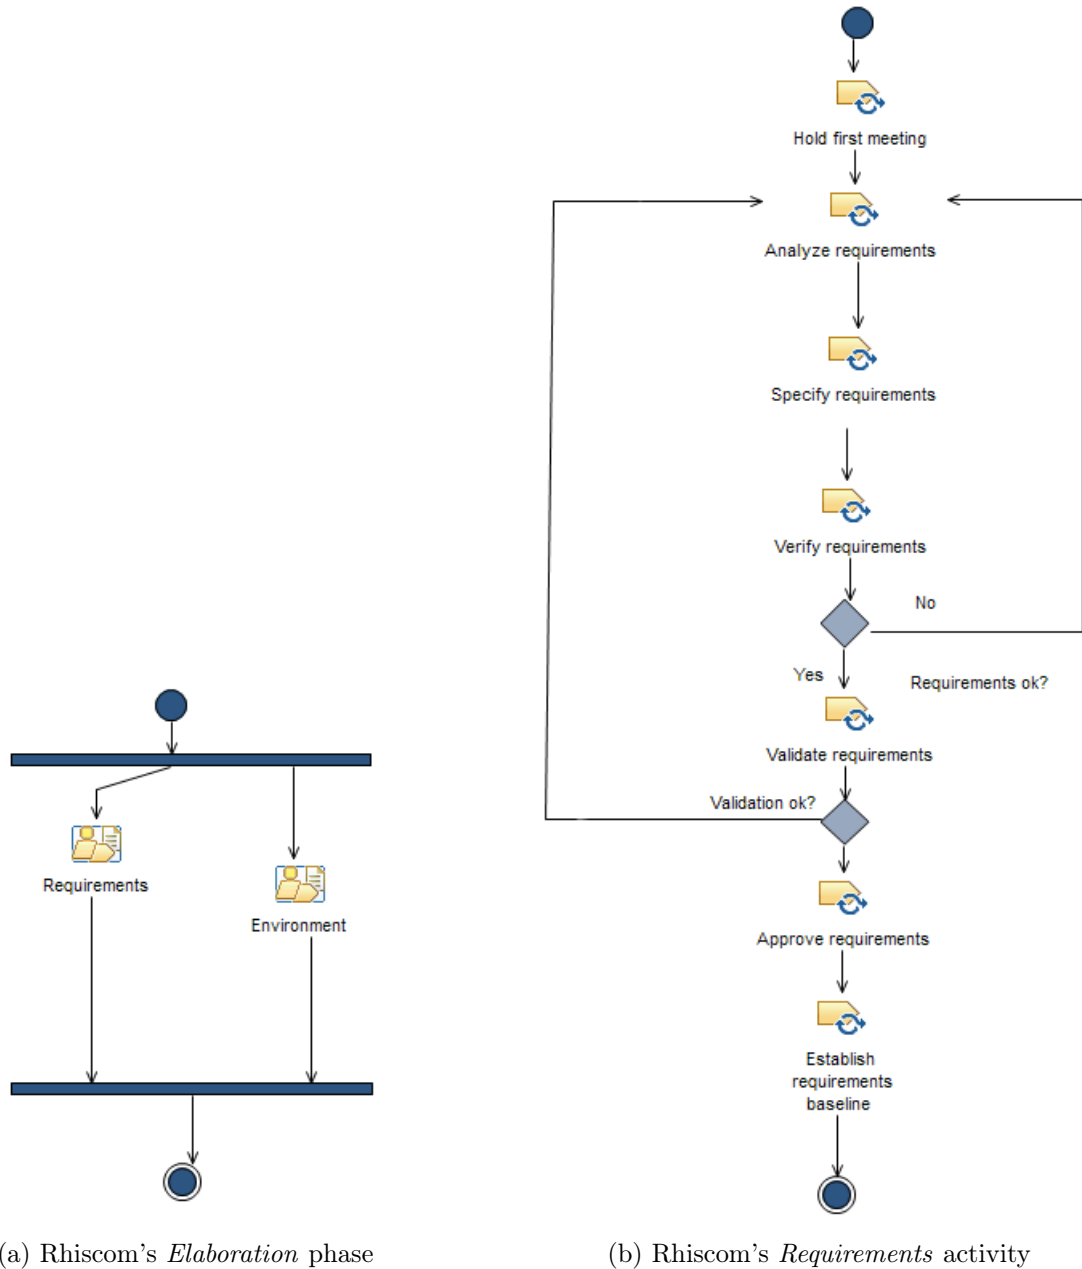 Hold first meeting
Analyze requirements
Specify requirements
Verify requirements
No
Yes
Requirements ok?
Validate requirements
Validation ok?
Approve requirements
Establish
requirements
baseline
Requirements
Environment
(a) Rhiscom's Elaboration phase
(b) Rhiscom's Requirements activity